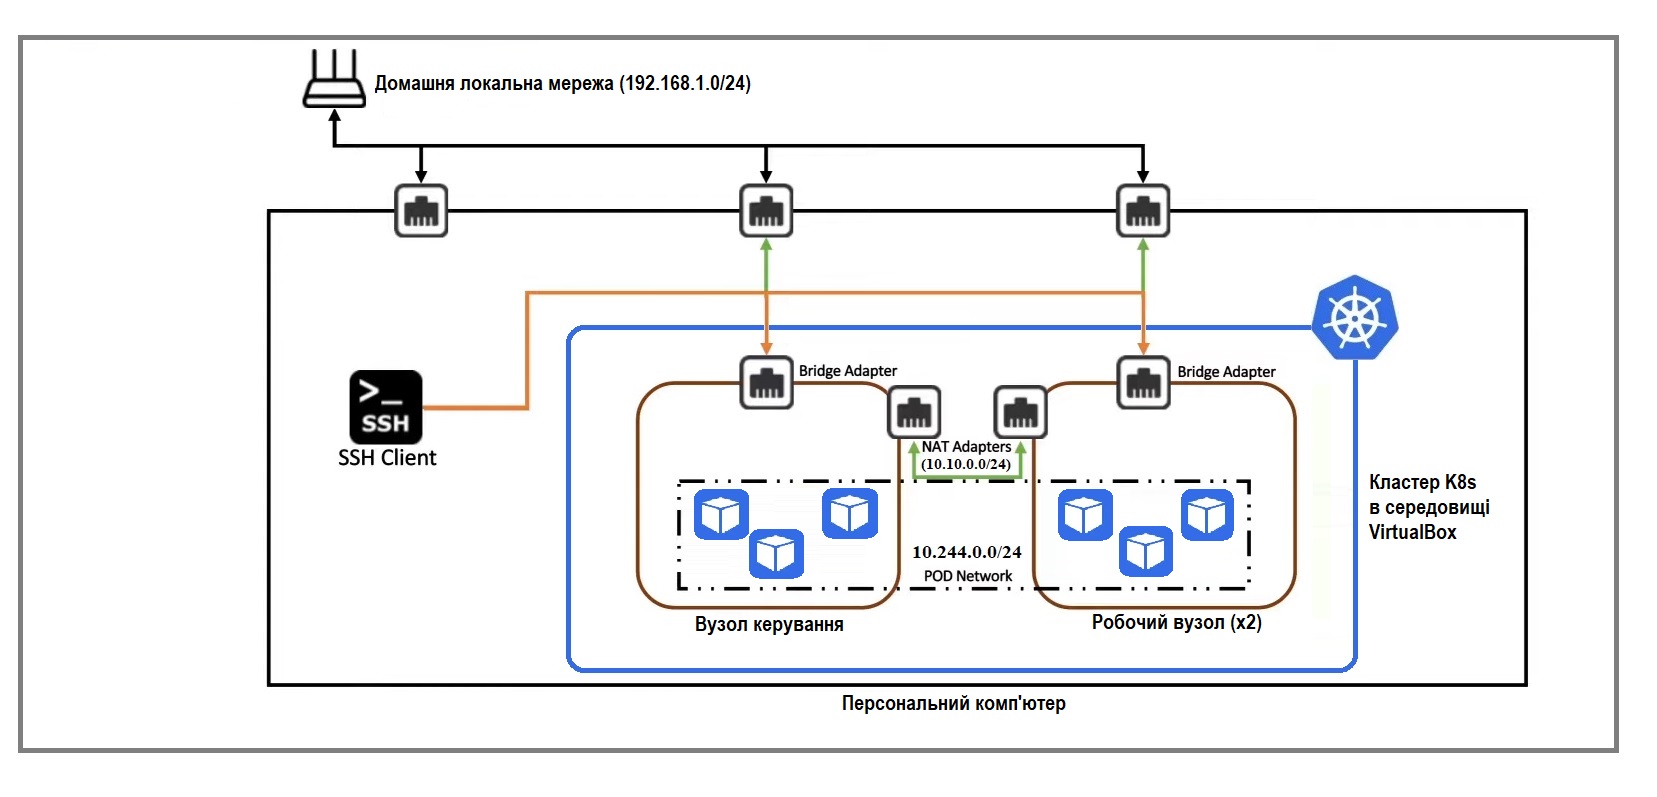 Домашня локальна мережа (192.168.1.0/24)
>_
SSH
SSH Client
Bridge Adapter
Bridge Adapter
NAT Adapters
(10.10.0.0/24)
10.244.0.0/24
POD Network
Кластер K8s
в середовищі
VirtualBox
Вузол керування
Робочий вузол (x2)
Персональний комп'ютер